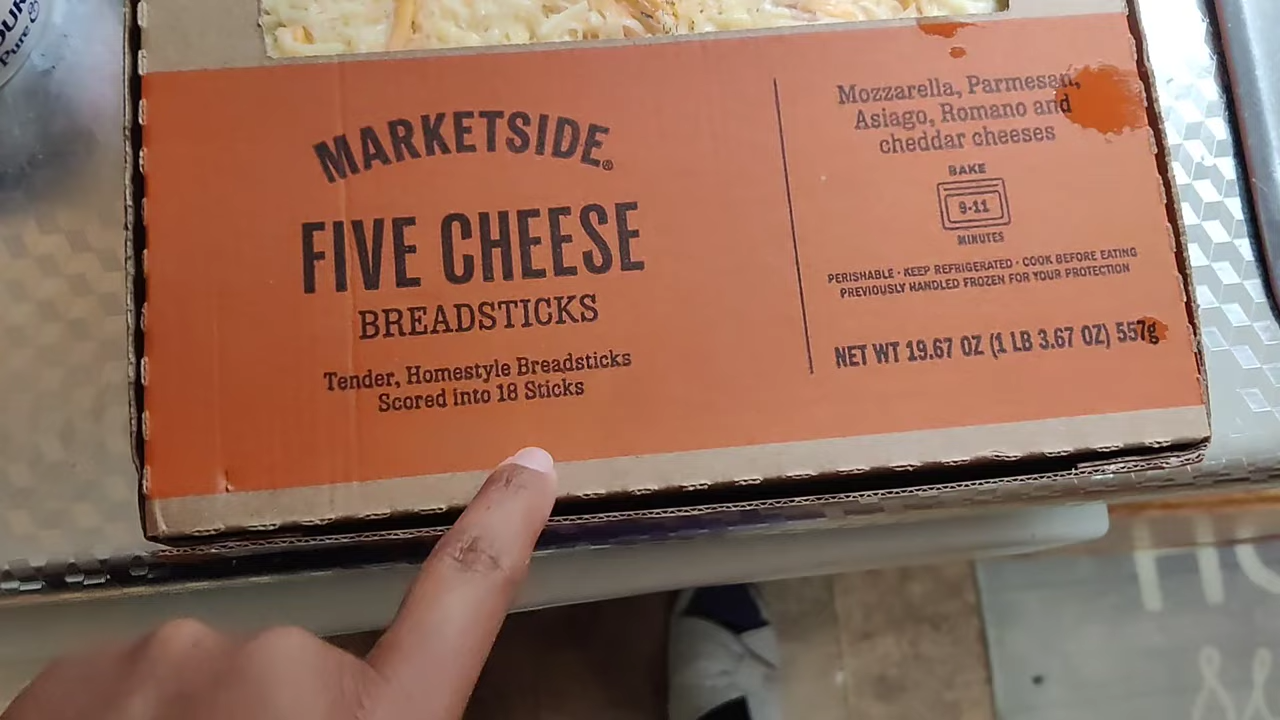 Pure &
MARKETSIDE®
FIVE CHEESE
BREADSTICKS
Tender, Homestyle Breadsticks
Scored into 18 Sticks
Mozzarella, Parmesan,
Asiago, Romano and
cheddar cheeses
BAKE
9-11
MINUTES
PERISHABLE · KEEP REFRIGERATED · COOK BEFORE EATING
PREVIOUSLY HANDLED FROZEN FOR YOUR PROTECTION
NET WT 19.67 OZ (1 LB 3.67 OZ) 557g